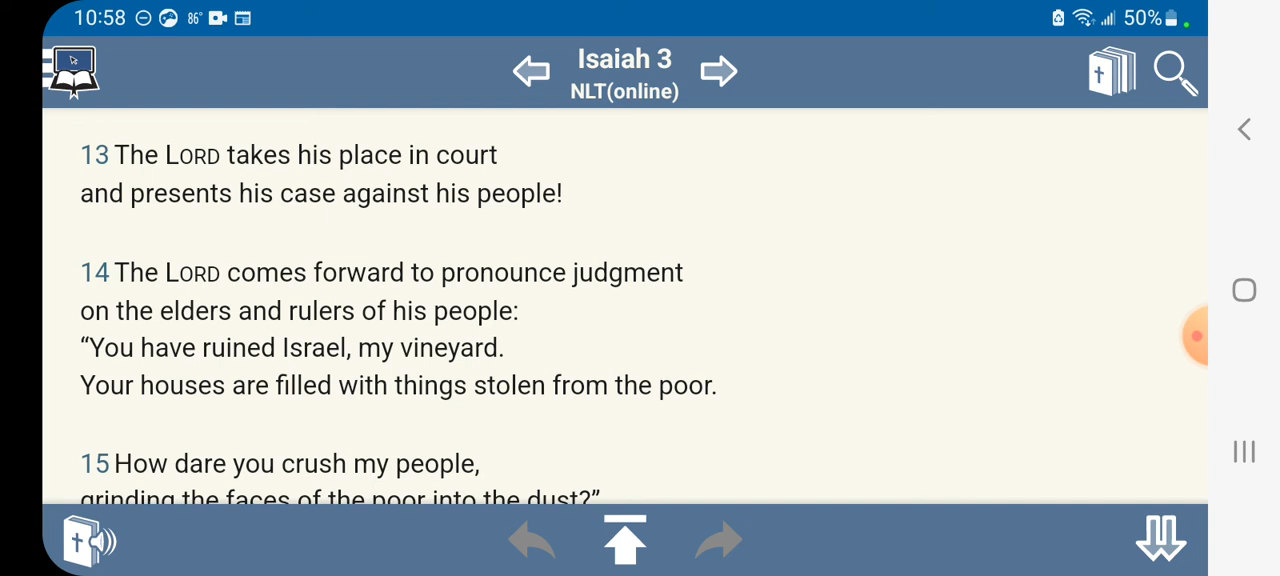 10:58 86° 50%
Isaiah 3
NLT(online)
13 The LORD takes his place in court
and presents his case against his people!
14 The LORD comes forward to pronounce judgment
on the elders and rulers of his people:
“You have ruined Israel, my vineyard.
Your houses are filled with things stolen from the poor.
15 How dare you crush my people,
grinding the faces of the poor into the dust?”